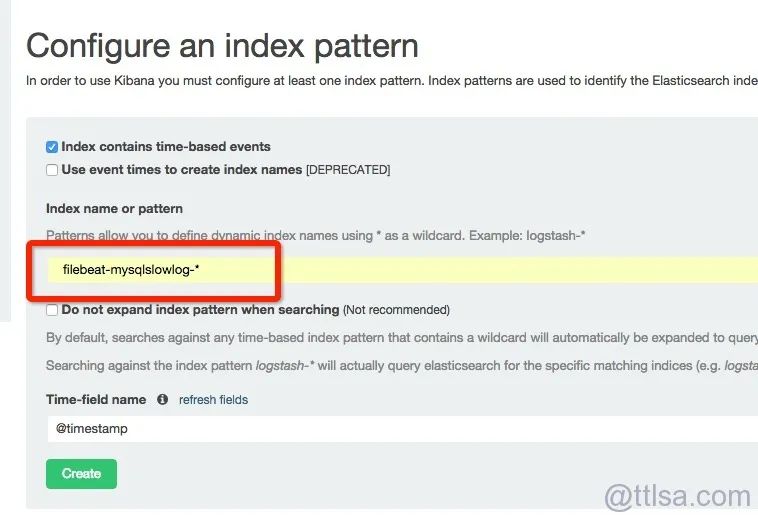 Configure an index pattern
In order to use Kibana you must configure at least one index pattern. Index patterns are used to identify the Elasticsearch inde
Index contains time-based events
Use event times to create index names [DEPRECATED]
Index name or pattern
Patterns allow you to define dynamic index names using * as a wildcard. Example: logstash-*
filebeat-mysqlslowlog-*
Do not expand index pattern when searching (Not recommended)
By default, searches against any time-based index pattern that contains a wildcard will automatically be expanded to query
Searching against the index pattern logstash-* will actually query elasticsearch for the specific matching indices (e.g. logsta
Time-field name refresh fields
@timestamp
Create
@ttlsa.com